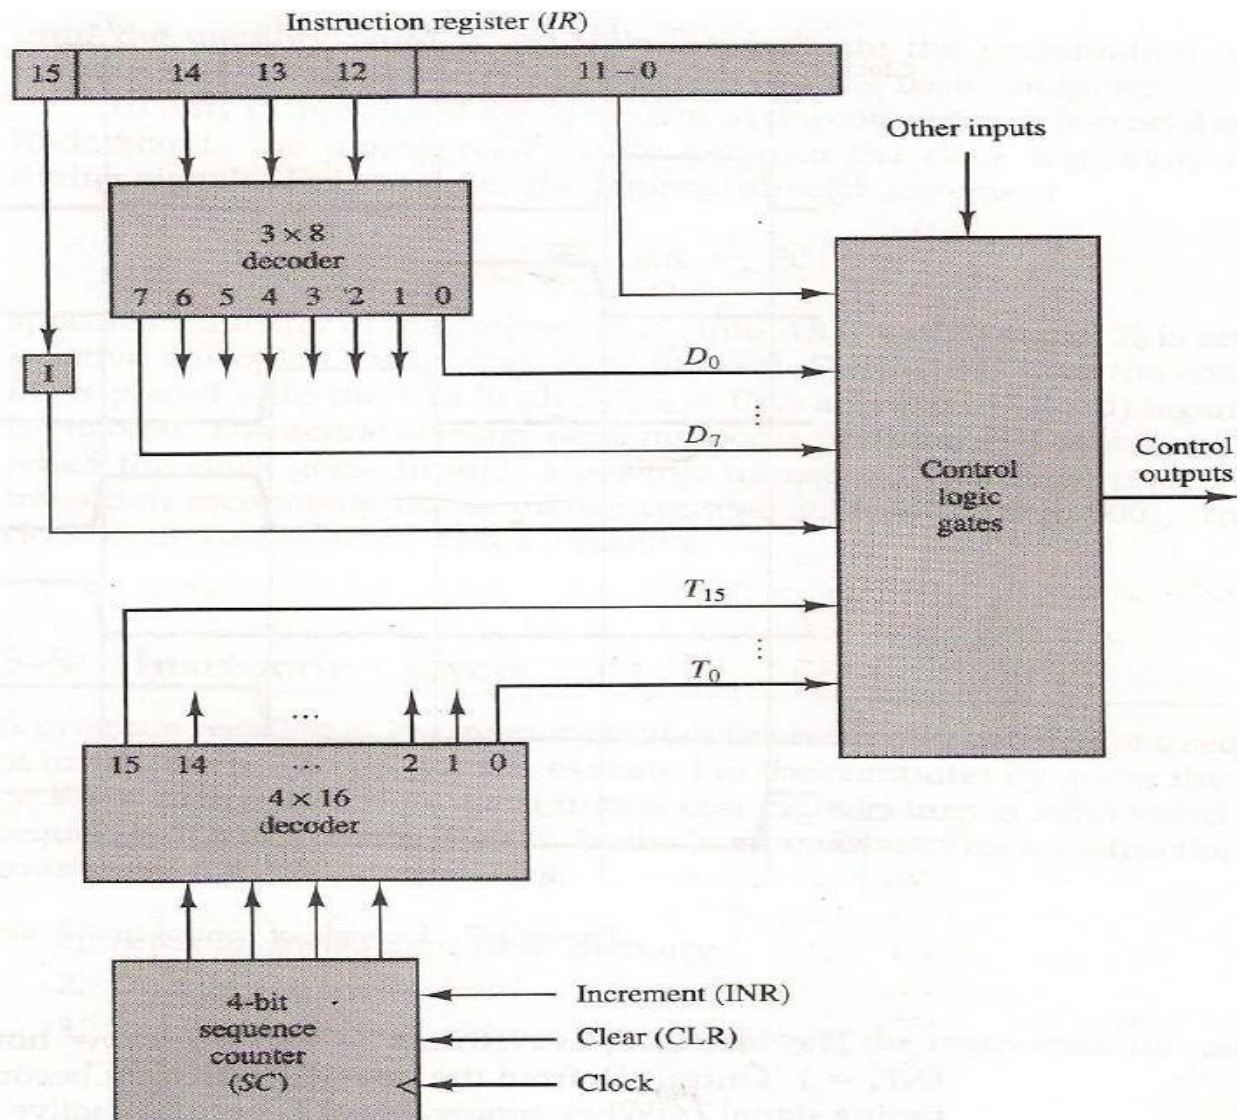 Instruction register (IR)
15 14 13 12 11 – 0
Other inputs
3 × 8
decoder
7 6 5 4 3 2 1 0
I
D0
⋮
D7
Control
outputs
Control
logic
gates
T15
⋮
T0
15 14 ... 2 1 0
4 × 16
decoder
4-bit
sequence
counter
(SC)
Increment (INR)
Clear (CLR)
Clock